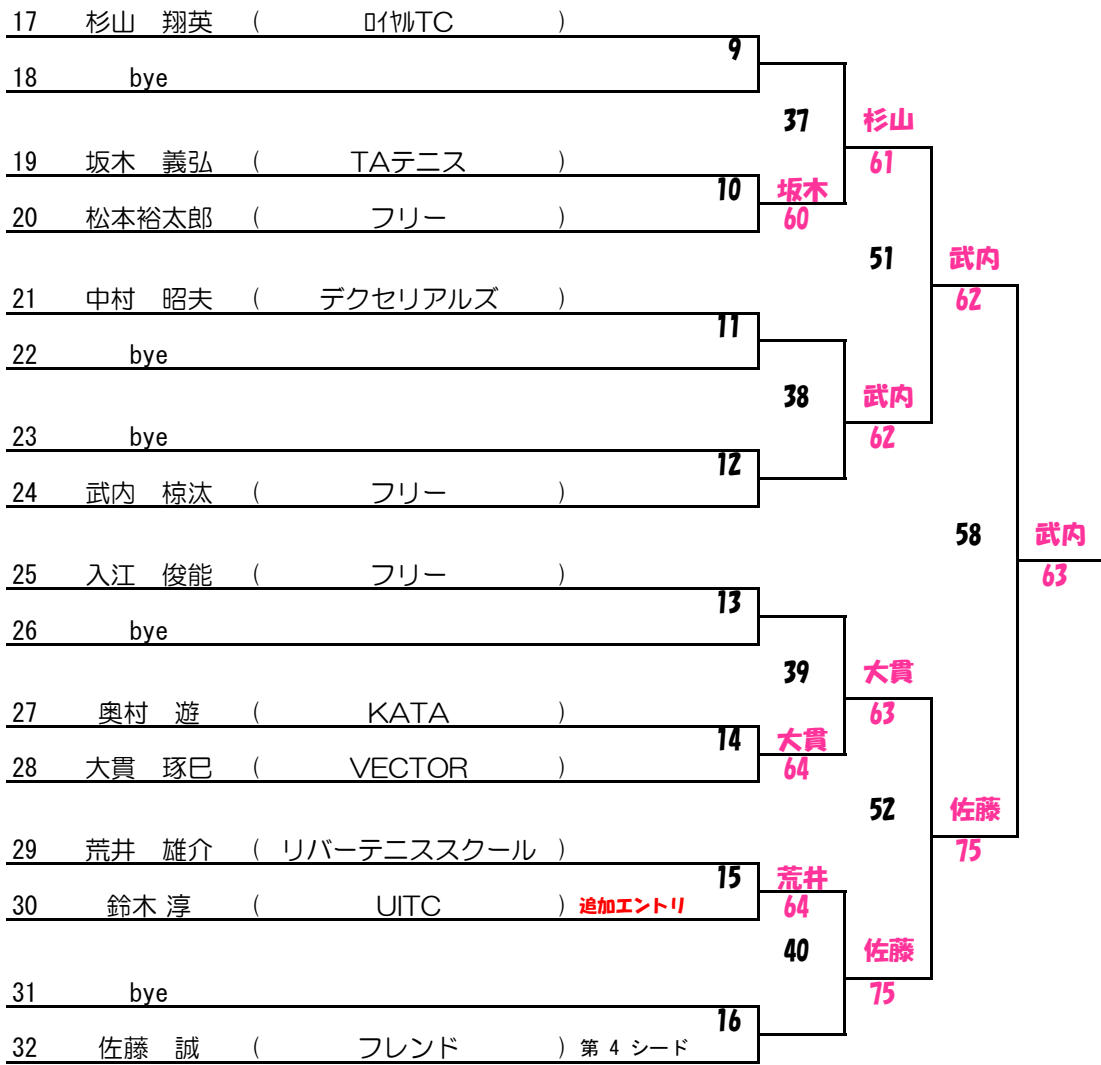 17 杉山 翔英 ( ﾛｲﾔﾙTC )
9
18 bye
37 杉山
19 坂木 義弘 ( TAテニス ) 61
10 坂木
20 松本裕太郎 ( フリー ) 60
51 武内
21 中村 昭夫 ( デクセリアルズ ) 62
11
22 bye
38 武内
23 bye 62
12
24 武内 椋汰 ( フリー )
58 武内
25 入江 俊能 ( フリー ) 63
13
26 bye
39 大貫
27 奥村 遊 ( KATA ) 63
14 大貫
28 大貫 琢巳 ( VECTOR ) 64
52 佐藤
29 荒井 雄介 ( リバーテニススクール ) 75
15 荒井
30 鈴木 淳 ( UITC ) 追加エントリ 64
40 佐藤
31 bye 75
16
32 佐藤 誠 ( フレンド ) 第 4 シード